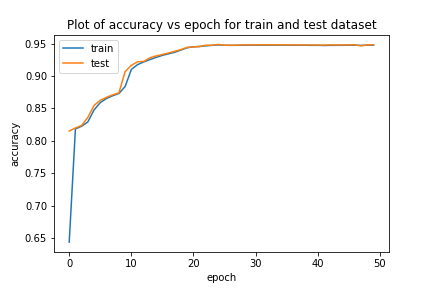 Plot of accuracy vs epoch for train and test dataset
train
test
accuracy
0.95
0.90
0.85
0.80
0.75
0.70
0.65
0 10 20 30 40 50
epoch